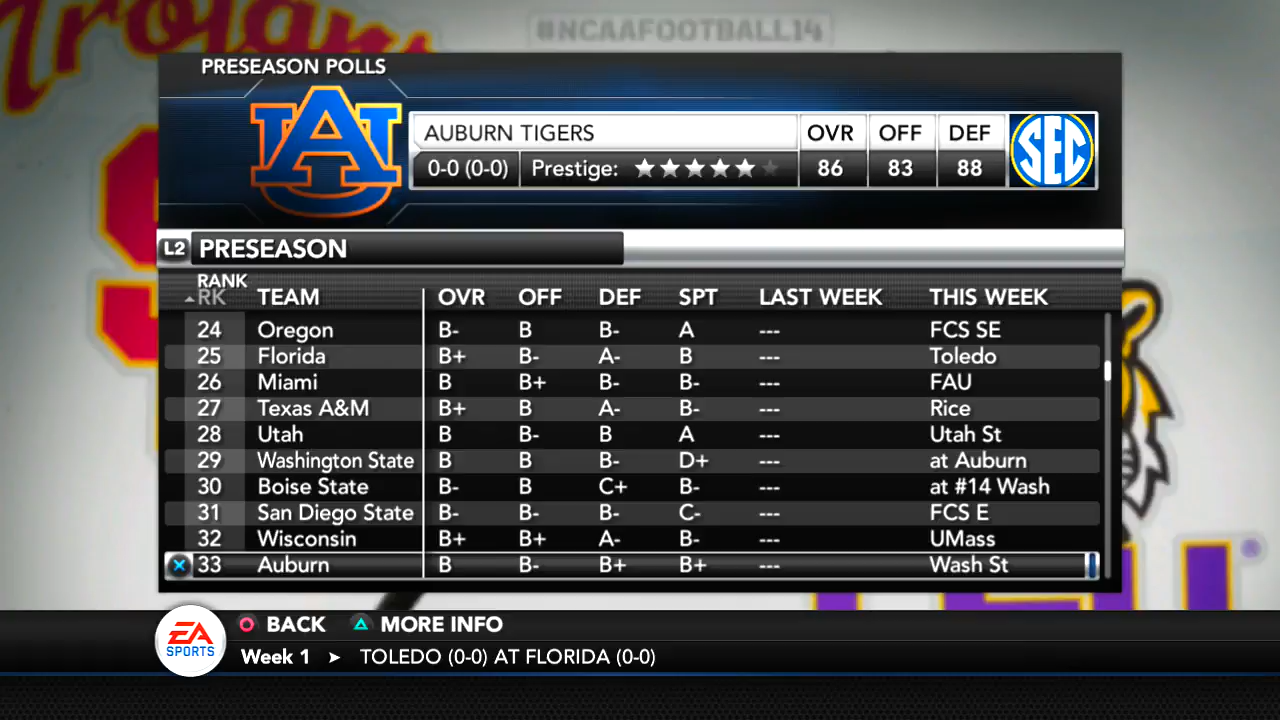 Trojans
#NCAAFOOTBALL14
PRESEASON POLLS
AU
AUBURN TIGERS OVR OFF DEF SEC
0-0 (0-0) Prestige: 86 83 88
L2 PRESEASON
RANK
RK TEAM OVR OFF DEF SPT LAST WEEK THIS WEEK
24 Oregon B- B B- A --- FCS SE
25 Florida B+ B- A- B --- Toledo
26 Miami B B+ B- B- --- FAU
27 Texas A&M B+ B A- B- --- Rice
28 Utah B B- B A --- Utah St
29 Washington State B B B- D+ --- at Auburn
30 Boise State B- B C+ B- --- at #14 Wash
31 San Diego State B- B- B- C- --- FCS E
32 Wisconsin B+ B+ A- B- --- UMass
33 Auburn B B- B+ B+ --- Wash St
EA SPORTS
BACK MORE INFO
Week 1 TOLEDO (0-0) AT FLORIDA (0-0)